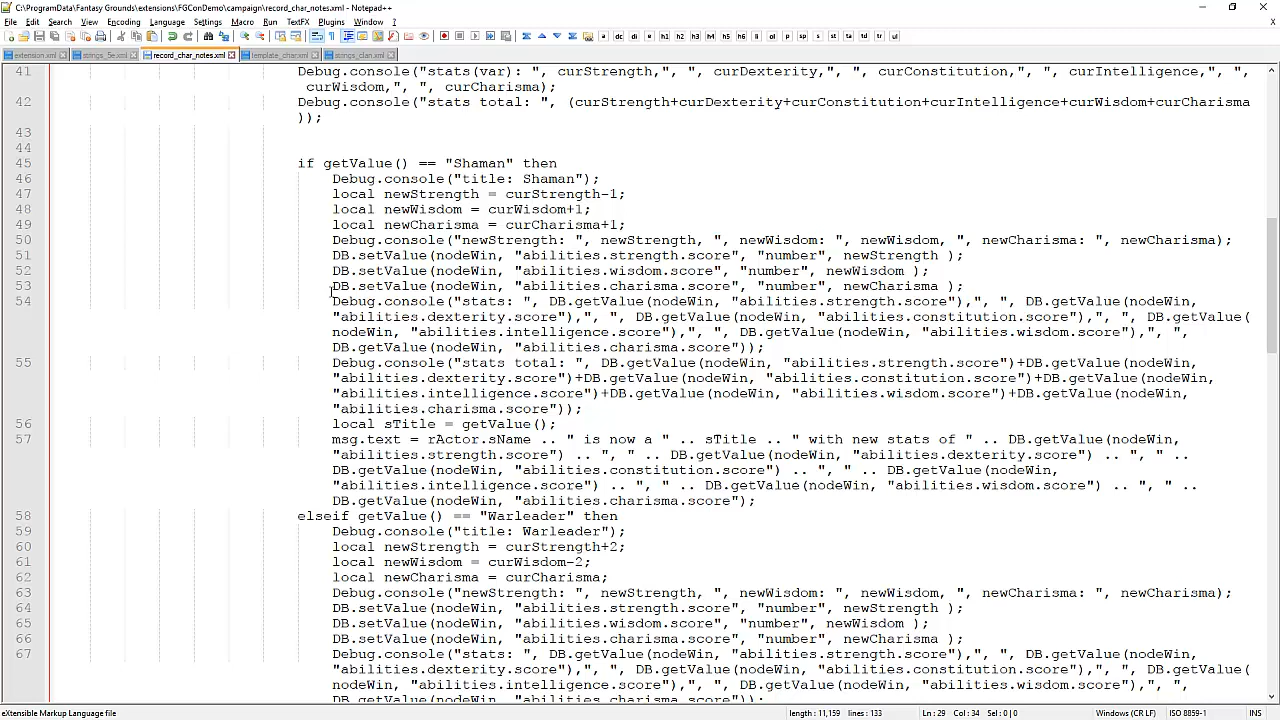 C:\ProgramData\Fantasy Grounds\extensions\FGConDemo\campaign\record_char_notes.xml - Notepad++
File Edit Search View Encoding Language Settings Macro Run TextFX Plugins Window ?
extension.xml strings_5e.xml record_char_notes.xml template_char.xml strings_clan.xml
41 Debug.console("stats(var): ", curStrength,", ", curDexterity,", ", curConstitution,", ", curIntelligence,", ",
curWisdom,", ", curCharisma);
42 Debug.console("stats total: ", (curStrength+curDexterity+curConstitution+curIntelligence+curWisdom+curCharisma
));
43
44
45 if getValue() == "Shaman" then
46 Debug.console("title: Shaman");
47 local newStrength = curStrength-1;
48 local newWisdom = curWisdom+1;
49 local newCharisma = curCharisma+1;
50 Debug.console("newStrength: ", newStrength, ", newWisdom: ", newWisdom, ", newCharisma: ", newCharisma);
51 DB.setValue(nodeWin, "abilities.strength.score", "number", newStrength );
52 DB.setValue(nodeWin, "abilities.wisdom.score", "number", newWisdom );
53 DB.setValue(nodeWin, "abilities.charisma.score", "number", newCharisma );
54 Debug.console("stats: ", DB.getValue(nodeWin, "abilities.strength.score"),", ", DB.getValue(nodeWin,
"abilities.dexterity.score"),", ", DB.getValue(nodeWin, "abilities.constitution.score"),", ", DB.getValue(
nodeWin, "abilities.intelligence.score"),", ", DB.getValue(nodeWin, "abilities.wisdom.score"),", ",
DB.getValue(nodeWin, "abilities.charisma.score"));
55 Debug.console("stats total: ", DB.getValue(nodeWin, "abilities.strength.score")+DB.getValue(nodeWin,
"abilities.dexterity.score")+DB.getValue(nodeWin, "abilities.constitution.score")+DB.getValue(nodeWin,
"abilities.intelligence.score")+DB.getValue(nodeWin, "abilities.wisdom.score")+DB.getValue(nodeWin,
"abilities.charisma.score"));
56 local sTitle = getValue();
57 msg.text = rActor.sName .. " is now a " .. sTitle .. " with new stats of " .. DB.getValue(nodeWin,
"abilities.strength.score") .. ", " .. DB.getValue(nodeWin, "abilities.dexterity.score") .. ", " ..
DB.getValue(nodeWin, "abilities.constitution.score") .. ", " .. DB.getValue(nodeWin,
"abilities.intelligence.score") .. ", " .. DB.getValue(nodeWin, "abilities.wisdom.score") .. ", " ..
DB.getValue(nodeWin, "abilities.charisma.score");
58 elseif getValue() == "Warleader" then
59 Debug.console("title: Warleader");
60 local newStrength = curStrength+2;
61 local newWisdom = curWisdom-2;
62 local newCharisma = curCharisma;
63 Debug.console("newStrength: ", newStrength, ", newWisdom: ", newWisdom, ", newCharisma: ", newCharisma);
64 DB.setValue(nodeWin, "abilities.strength.score", "number", newStrength );
65 DB.setValue(nodeWin, "abilities.wisdom.score", "number", newWisdom );
66 DB.setValue(nodeWin, "abilities.charisma.score", "number", newCharisma );
67 Debug.console("stats: ", DB.getValue(nodeWin, "abilities.strength.score"),", ", DB.getValue(nodeWin,
"abilities.dexterity.score"),", ", DB.getValue(nodeWin, "abilities.constitution.score"),", ", DB.getValue(
nodeWin, "abilities.intelligence.score"),", ", DB.getValue(nodeWin, "abilities.wisdom.score"),", ",
DB.getValue(nodeWin, "abilities.charisma.score"));
eXtensible Markup Language file length : 11,159 lines : 133 Ln : 29 Col : 34 Sel : 0 | 0 Windows (CR LF) ISO 8859-1 INS